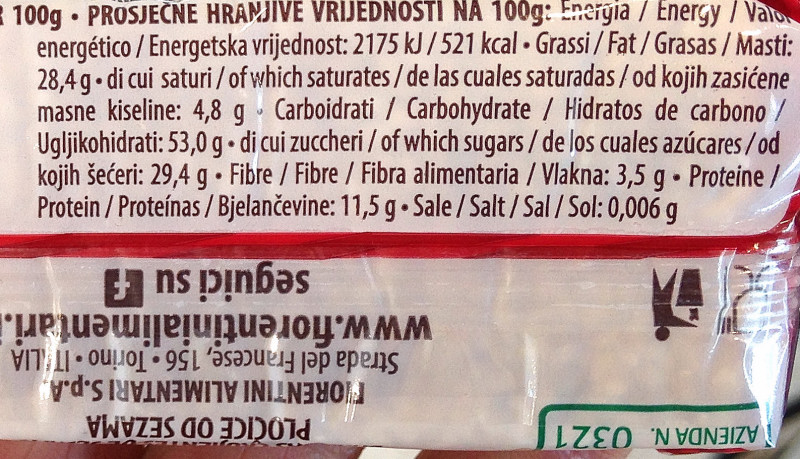 100g • PROSJEČNE HRANJIVE VRIJEDNOSTI NA 100g: Energia / Energy / Valor
energético / Energetska vrijednost: 2175 kJ / 521 kcal • Grassi / Fat / Grasas / Masti:
28,4 g • di cui saturi / of which saturates / de las cuales saturadas / od kojih zasićene
masne kiseline: 4,8 g • Carboidrati / Carbohydrate / Hidratos de carbono /
Ugljikohidrati: 53,0 g • di cui zuccheri / of which sugars / de los cuales azúcares / od
kojih šećeri: 29,4 g • Fibre / Fibre / Fibra alimentaria / Vlakna: 3,5 g • Proteine /
Protein / Proteínas / Bjelančevine: 11,5 g • Sale / Salt / Sal / Sol: 0,006 g
AZIENDA N. 0321
PLOČICE OD SEZAMA
FIORENTINI ALIMENTARI S.p.A.
Strada del Francese, 156 • Torino • ITALIA
www.fiorentinialimentari.i
seguici su f